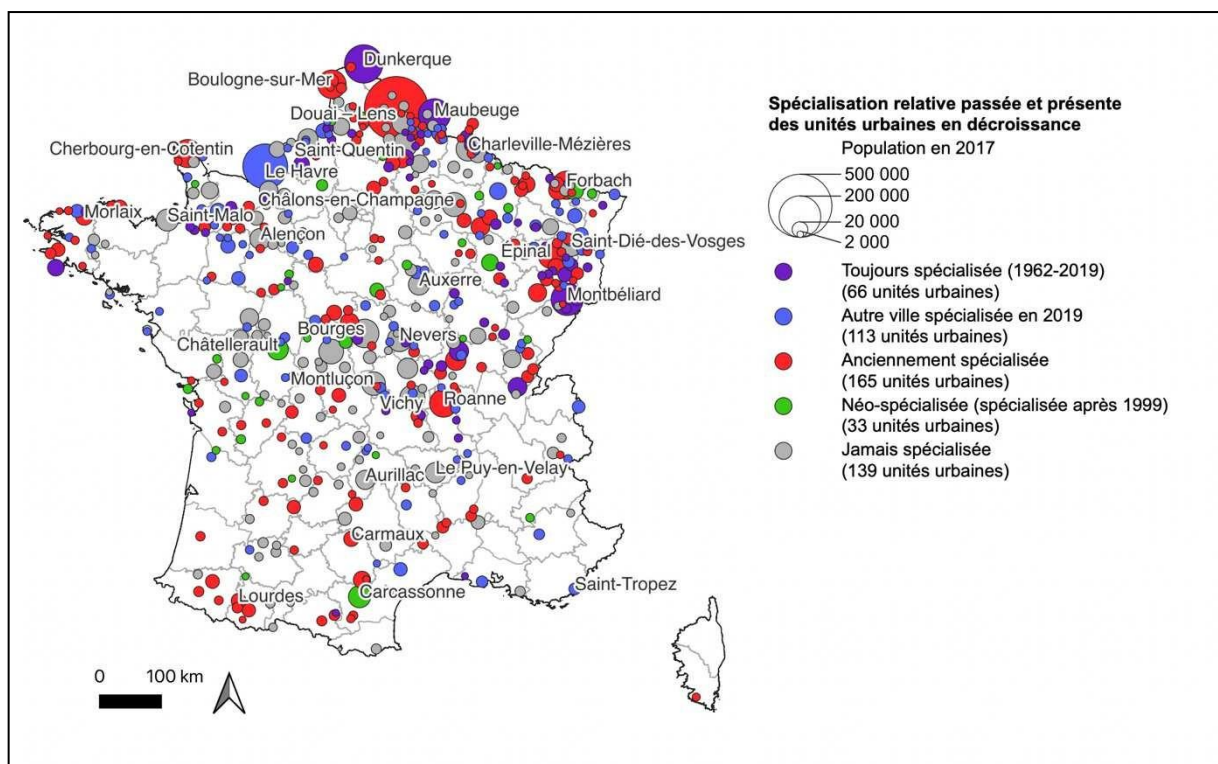 Dunkerque
Boulogne-sur-Mer
Douai – Lens
Maubeuge
Cherbourg-en-Cotentin
Saint-Quentin
Charleville-Mézières
Le Havre
Forbach
Châlons-en-Champagne
Morlaix
Saint-Malo
Alençon
Saint-Dié-des-Vosges
Épinal
Auxerre
Montbéliard
Bourges
Nevers
Châtellerault
Montluçon
Vichy
Roanne
Aurillac
Le Puy-en-Velay
Carmaux
Saint-Tropez
Lourdes
Carcassonne
0 100 km
Spécialisation relative passée et présente
des unités urbaines en décroissance
Population en 2017
500 000
200 000
20 000
2 000
Toujours spécialisée (1962-2019)
(66 unités urbaines)
Autre ville spécialisée en 2019
(113 unités urbaines)
Anciennement spécialisée
(165 unités urbaines)
Néo-spécialisée (spécialisée après 1999)
(33 unités urbaines)
Jamais spécialisée
(139 unités urbaines)